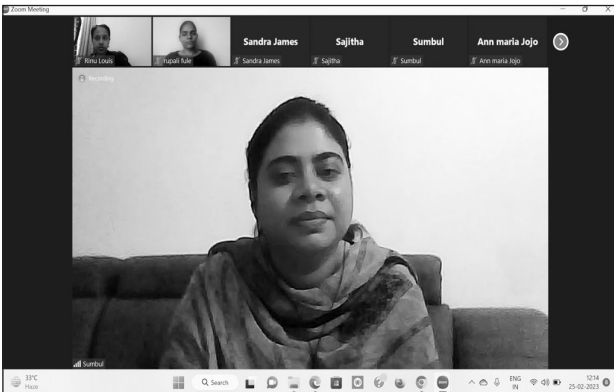 Zoom Meeting
Sandra James
Sajitha
Sumbul
Ann maria Jojo
Rinu Louis
rupali fule
Sandra James
Sajitha
Sumbul
Ann maria Jojo
Recording
Sumbul
33°C
Haze
Search
ENG
IN
12:14
25-02-2023